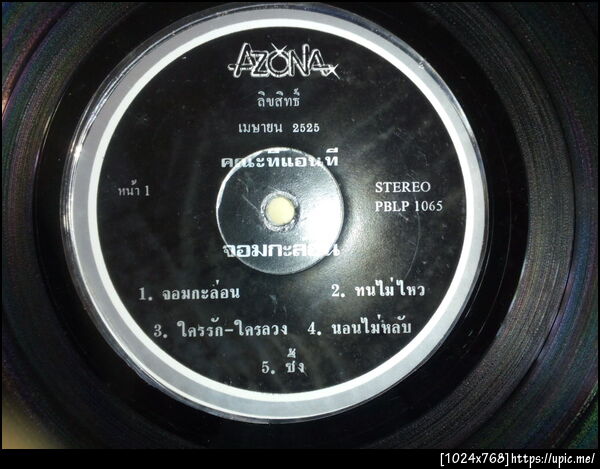 AZONA
ลิขสิทธิ์
เมษายน 2525
คณะทีแอนที
หน้า 1
STEREO
PBLP 1065
จอมกะล่อน
1. จอมกะล่อน 2. ทนไม่ไหว
3. ใครรัก-ใครลวง 4. นอนไม่หลับ
5. ซึ้ง
[1024x768]https://upic.me/